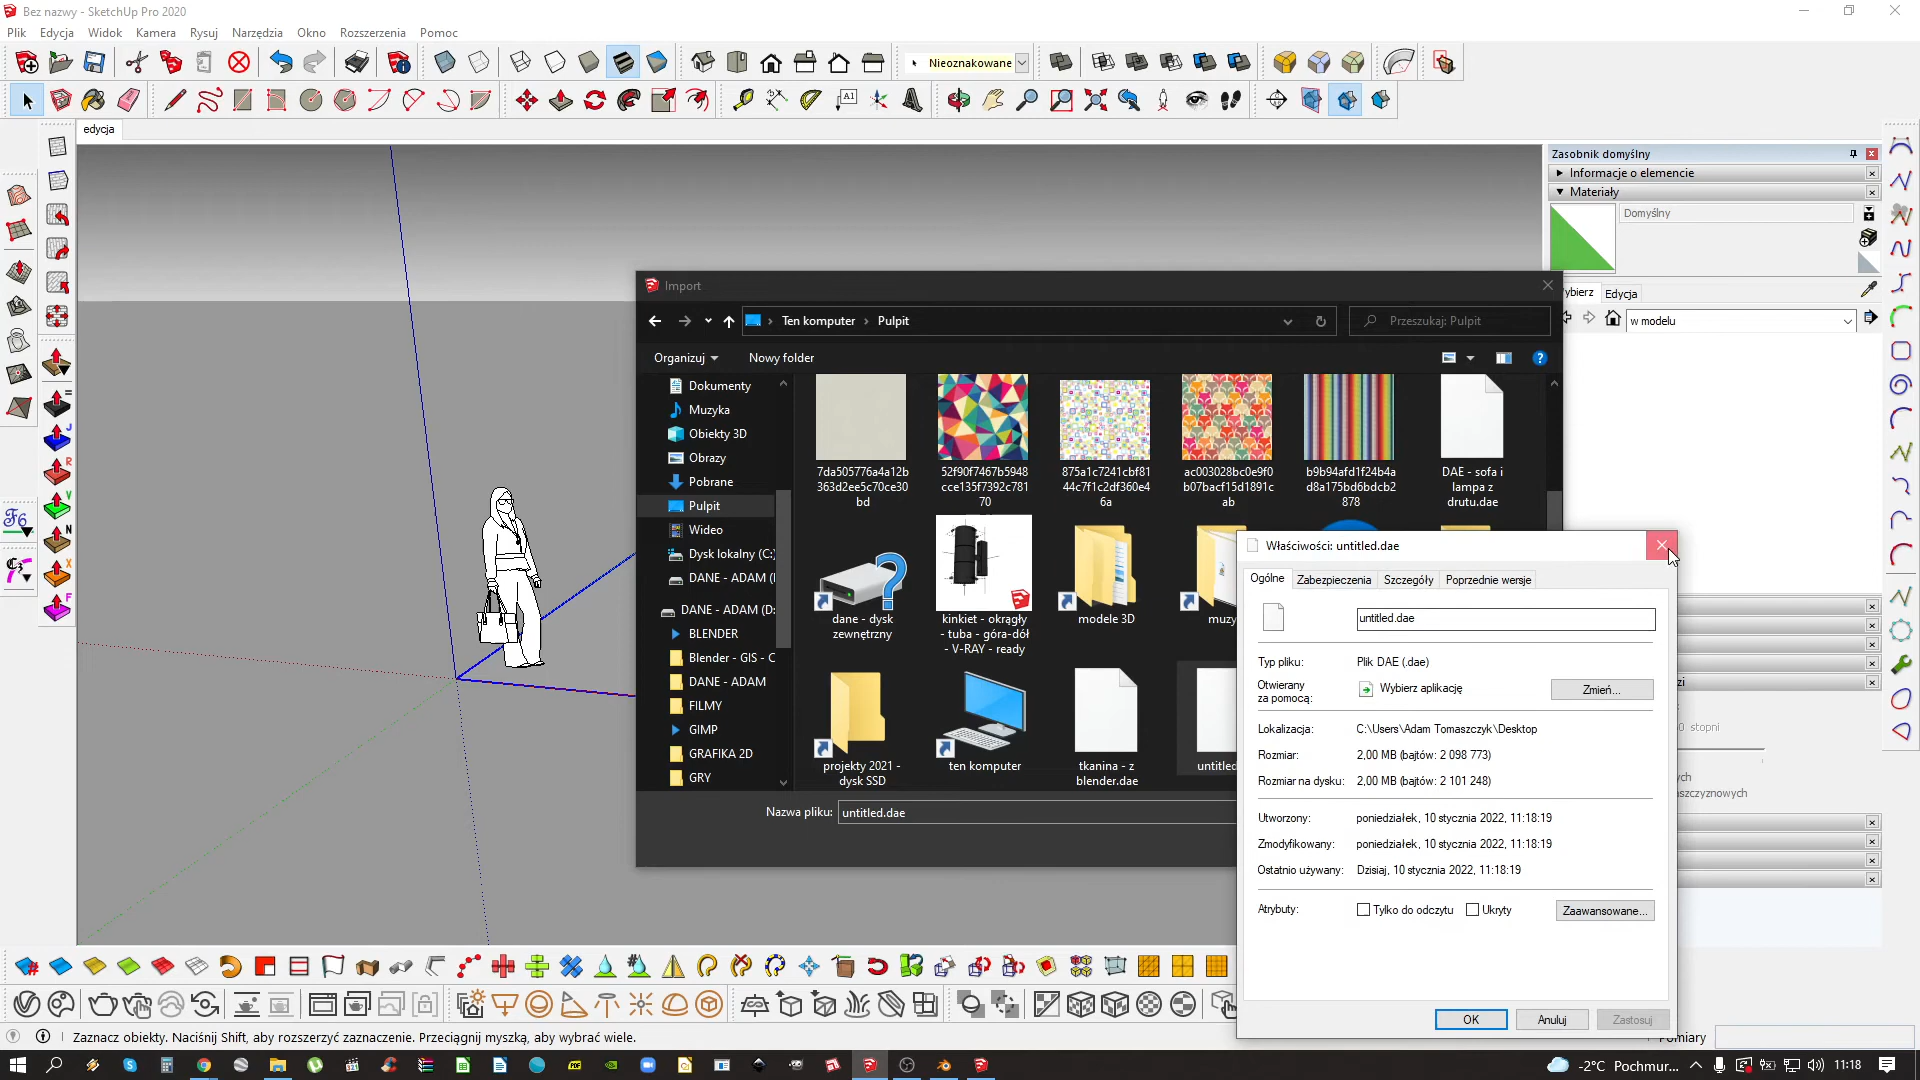 Bez nazwy - SketchUp Pro 2020
Plik Edycja Widok Kamera Rysuj Narzędzia Okno Rozszerzenia Pomoc
Nieoznakowane
A1
edycja
Zasobnik domyślny
Informacje o elemencie
Materiały
Domyślny
Edycja
w modelu
Import
Ten komputer Pulpit
Przeszukaj: Pulpit
Organizuj Nowy folder
Dokumenty
Muzyka
Obiekty 3D
Obrazy
Pobrane
Pulpit
Wideo
Dysk lokalny (C:)
DANE - ADAM (
DANE - ADAM (D:
BLENDER
Blender - GIS - C
DANE - ADAM
FILMY
GIMP
GRAFIKA 2D
GRY
7da505776a4a12b
363d2ee5c70ce30
bd
52f90f7467b5948
cce135f7392c781
70
875a1c7241cbf81
44c7f1c2df360e4
6a
ac003028bc0e9f0
b07bacf15d1891c
ab
b9b94afd1f24b4a
d8a175bd6bdcb2
878
DAE - sofa i
lampa z
drutu.dae
dane - dysk
zewnętrzny
kinkiet - okrągły
- tuba - góra-dół
- V-RAY - ready
modele 3D
muzy
projekty 2021 -
dysk SSD
ten komputer
tkanina - z
blender.dae
untitled
Nazwa pliku: untitled.dae
Właściwości: untitled.dae
Ogólne Zabezpieczenia Szczegóły Poprzednie wersje
untitled.dae
Typ pliku: Plik DAE (.dae)
Otwierany
za pomocą: Wybierz aplikację Zmień...
Lokalizacja: C:\Users\Adam Tomaszczyk\Desktop
Rozmiar: 2,00 MB (bajtów: 2 098 773)
Rozmiar na dysku: 2,00 MB (bajtów: 2 101 248)
Utworzony: poniedziałek, 10 stycznia 2022, 11:18:19
Zmodyfikowany: poniedziałek, 10 stycznia 2022, 11:18:19
Ostatnio używany: Dzisiaj, 10 stycznia 2022, 11:18:19
Atrybuty: Tylko do odczytu Ukryty Zaawansowane...
OK Anuluj Zastosuj
stopni
Zaznacz obiekty. Naciśnij Shift, aby rozszerzyć zaznaczenie. Przeciągnij myszką, aby wybrać wiele.
Pomiary
-2°C Pochmur... 11:18